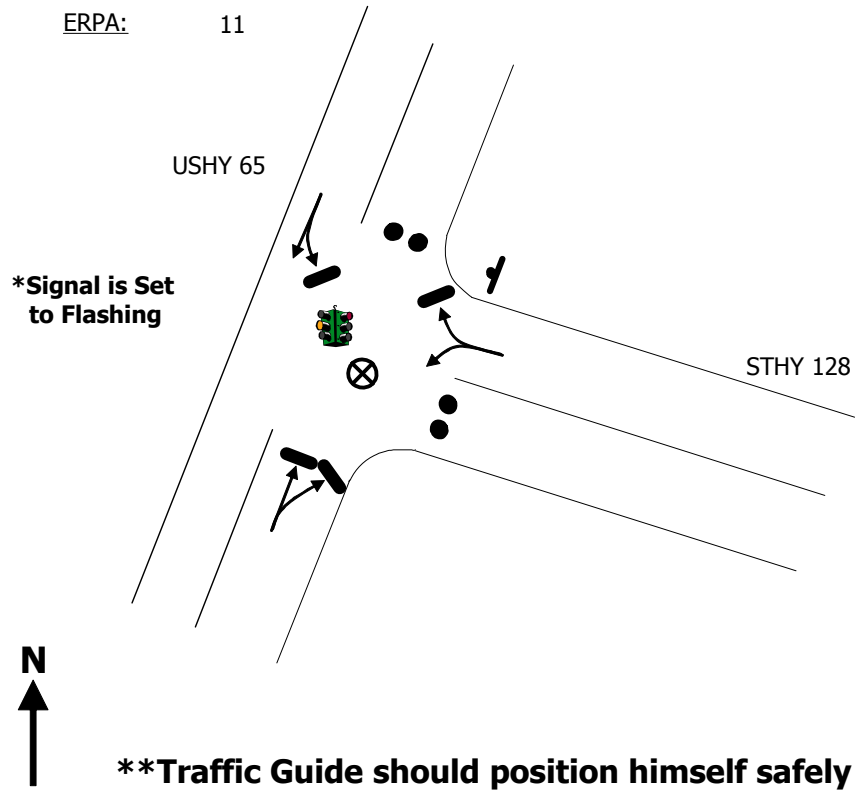 ERPA: 11
USHY 65
*Signal is Set
to Flashing
STHY 128
N
**Traffic Guide should position himself safely